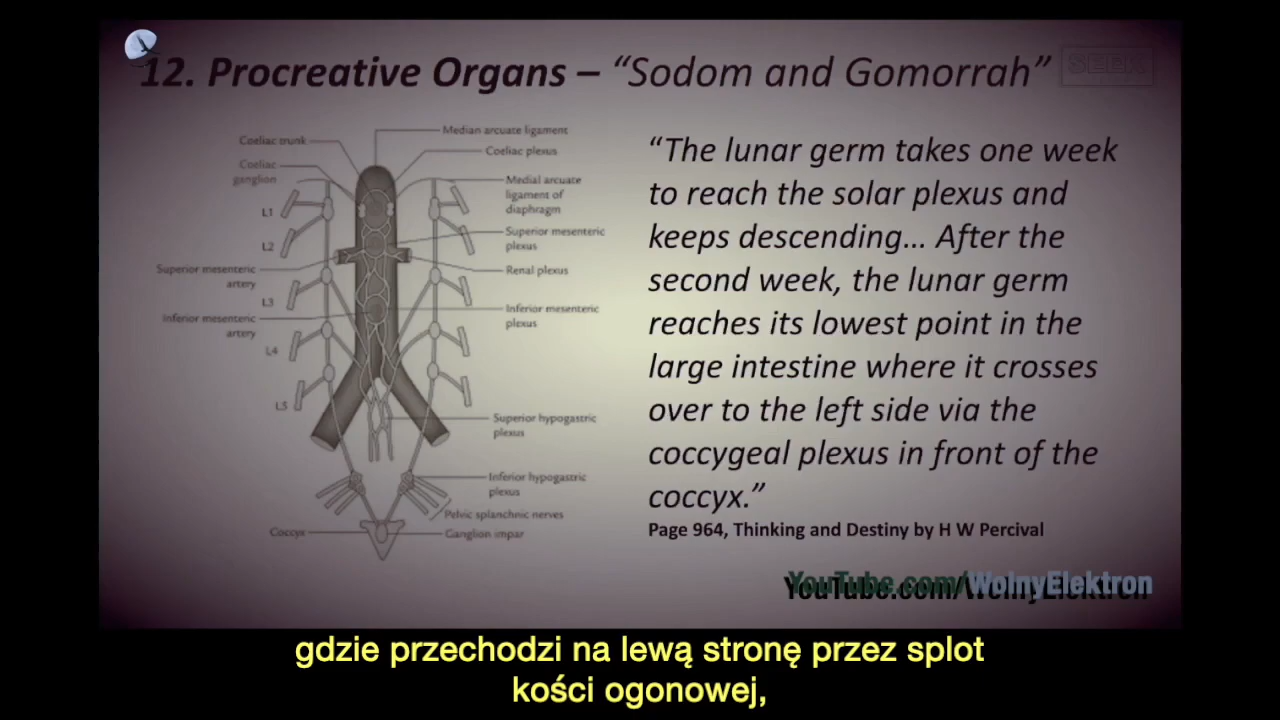 12. Procreative Organs – “Sodom and Gomorrah”
SEEK
Coeliac trunk
Coeliac
ganglion
L1
L2
Superior mesenteric
artery
L3
Inferior mesenteric
artery
L4
L5
Coccyx
Median arcuate ligament
Coeliac plexus
Medial arcuate
ligament of
diaphragm
Superior mesenteric
plexus
Renal plexus
Inferior mesenteric
plexus
Superior hypogastric
plexus
Inferior hypogastric
plexus
Pelvic splanchnic nerves
Ganglion impar
“The lunar germ takes one week
to reach the solar plexus and
keeps descending... After the
second week, the lunar germ
reaches its lowest point in the
large intestine where it crosses
over to the left side via the
coccygeal plexus in front of the
coccyx.”
Page 964, Thinking and Destiny by H W Percival
YouTube.com/WolnyElektron
gdzie przechodzi na lewą stronę przez splot
kości ogonowej,